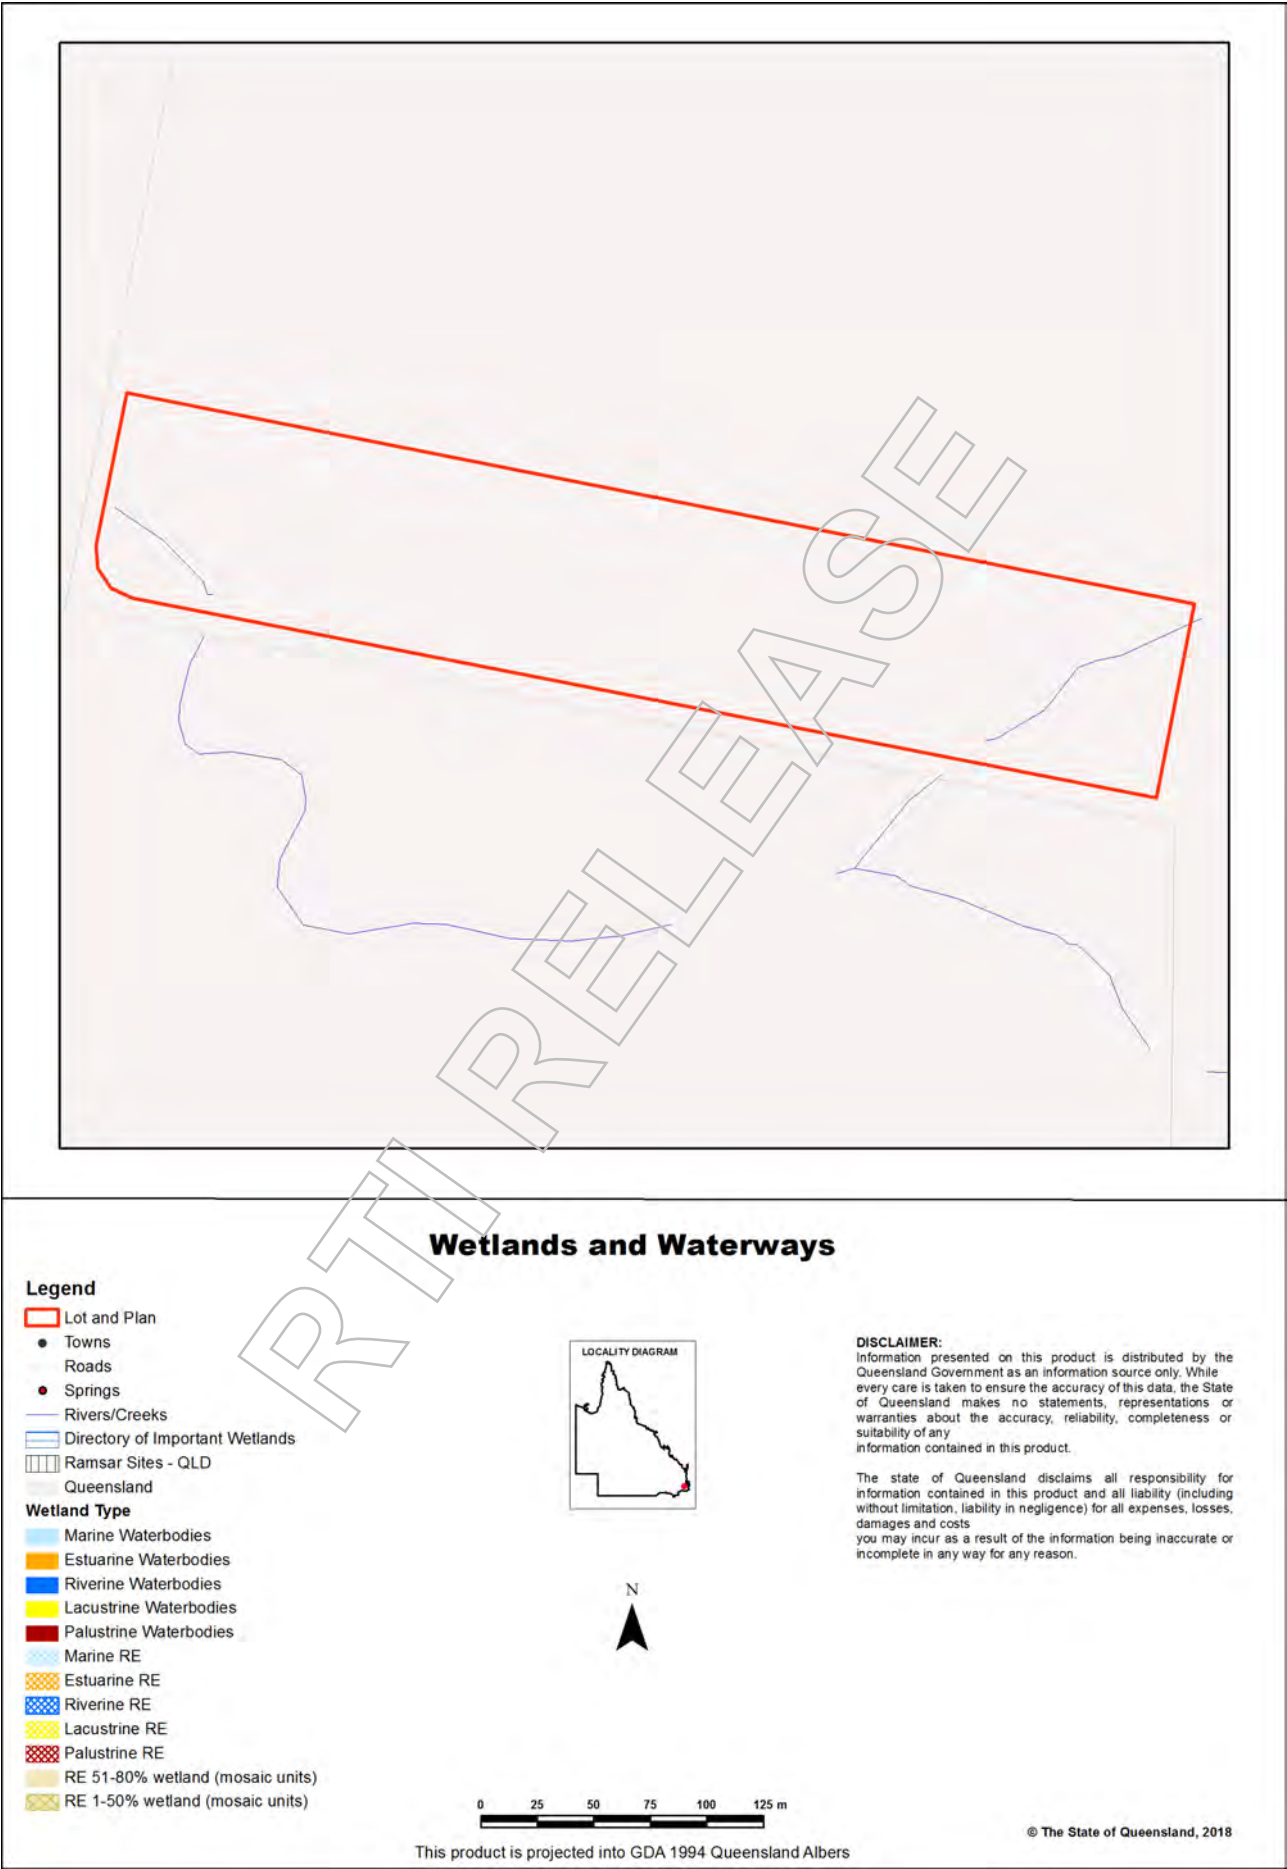 RTI RELEASE
Wetlands and Waterways
Legend
Lot and Plan
Towns
Roads
Springs
Rivers/Creeks
Directory of Important Wetlands
Ramsar Sites - QLD
Queensland
Wetland Type
Marine Waterbodies
Estuarine Waterbodies
Riverine Waterbodies
Lacustrine Waterbodies
Palustrine Waterbodies
Marine RE
Estuarine RE
Riverine RE
Lacustrine RE
Palustrine RE
RE 51-80% wetland (mosaic units)
RE 1-50% wetland (mosaic units)
LOCALITY DIAGRAM
N
0 25 50 75 100 125 m
This product is projected into GDA 1994 Queensland Albers
DISCLAIMER:
Information presented on this product is distributed by the
Queensland Government as an information source only. While
every care is taken to ensure the accuracy of this data, the State
of Queensland makes no statements, representations or
warranties about the accuracy, reliability, completeness or
suitability of any
information contained in this product.
The state of Queensland disclaims all responsibility for
information contained in this product and all liability (including
without limitation, liability in negligence) for all expenses, losses,
damages and costs
you may incur as a result of the information being inaccurate or
incomplete in any way for any reason.
© The State of Queensland, 2018